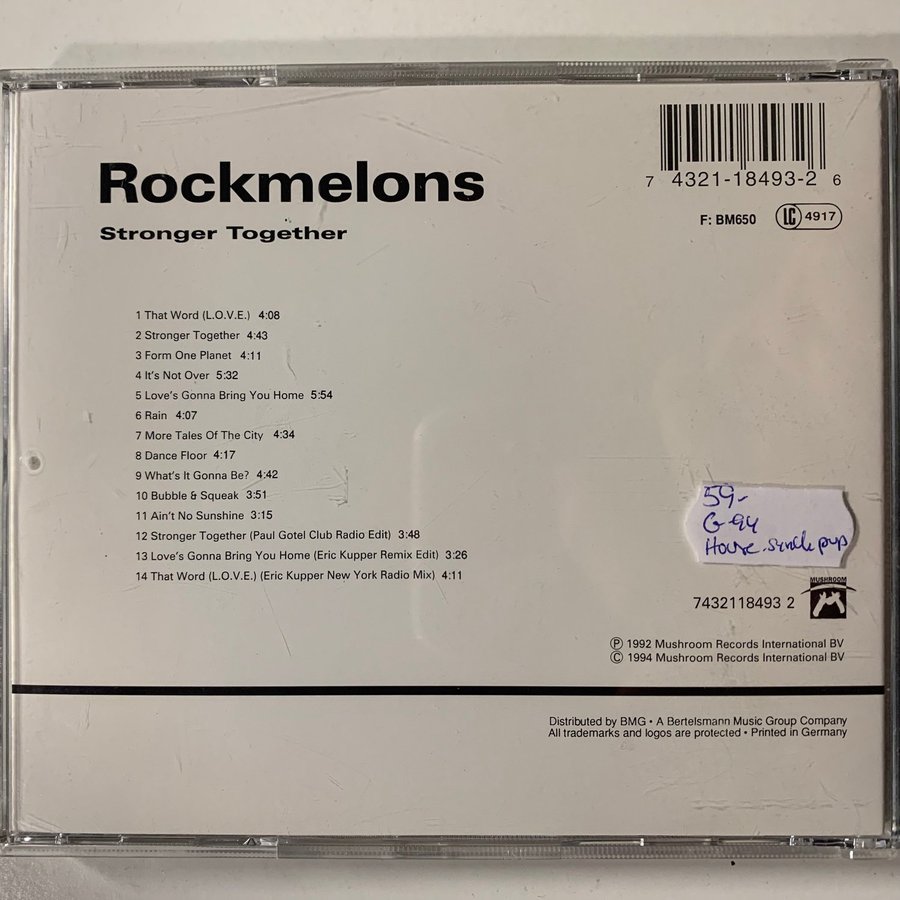 Rockmelons
Stronger Together
7 4321-18493-2 6
F: BM650 LC 4917
1 That Word (L.O.V.E.) 4:08
2 Stronger Together 4:43
3 Form One Planet 4:11
4 It's Not Over 5:32
5 Love's Gonna Bring You Home 5:54
6 Rain 4:07
7 More Tales Of The City 4:34
8 Dance Floor 4:17
9 What's It Gonna Be? 4:42
10 Bubble & Squeak 3:51
11 Ain't No Sunshine 3:15
12 Stronger Together (Paul Gotel Club Radio Edit) 3:48
13 Love's Gonna Bring You Home (Eric Kupper Remix Edit) 3:26
14 That Word (L.O.V.E.) (Eric Kupper New York Radio Mix) 4:11
59-
G-94
House-synthpop
MUSHROOM
7432118493 2
Ⓟ 1992 Mushroom Records International BV
© 1994 Mushroom Records International BV
Distributed by BMG • A Bertelsmann Music Group Company
All trademarks and logos are protected • Printed in Germany